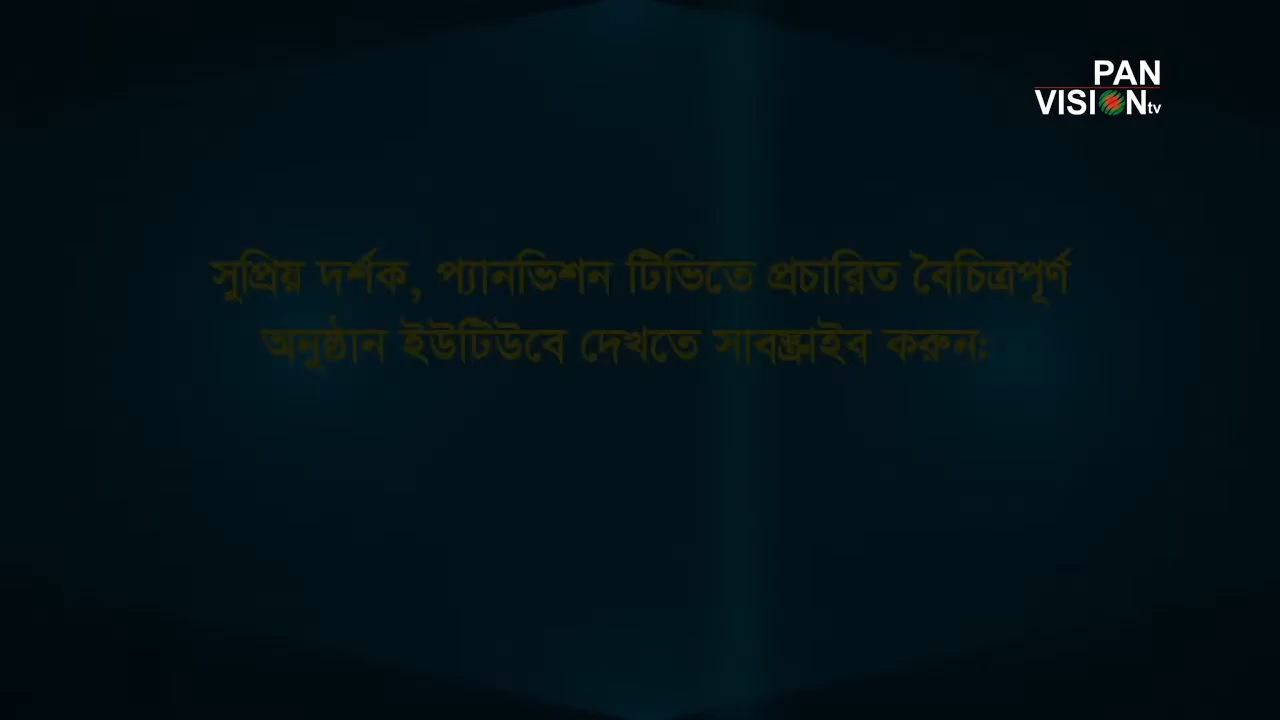 PAN
VISIONtv
সুপ্রিয় দর্শক, প্যানভিশন টিভিতে প্রচারিত বৈচিত্রপূর্ণ
অনুষ্ঠান ইউটিউবে দেখতে সাবস্ক্রাইব করুন: